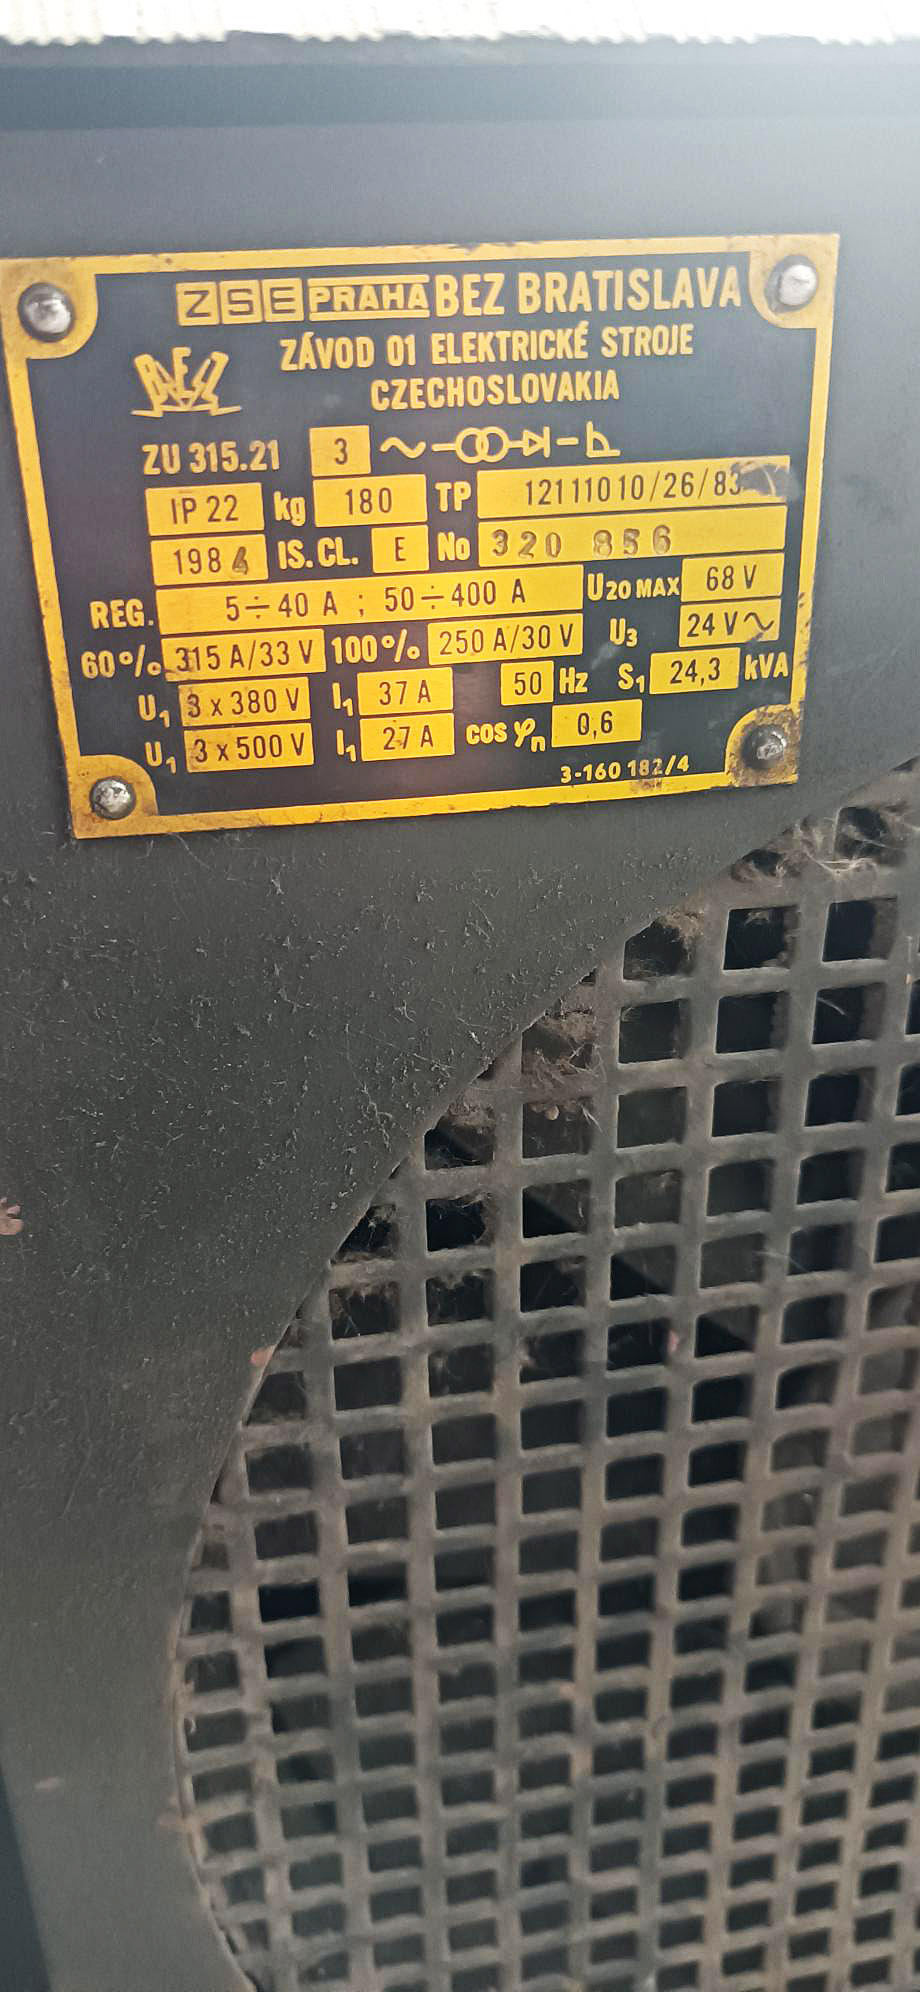 ZSE PRAHA BEZ BRATISLAVA
BEZ
ZÁVOD 01 ELEKTRICKÉ STROJE
CZECHOSLOVAKIA
ZU 315.21 3
IP 22 kg 180 TP 12111010/26/83
1984 IS. CL. E No 320 856
REG. 5÷40 A ; 50÷400 A U20 MAX 68 V
60% 315 A/33 V 100% 250 A/30 V U3 24 V~
U1 3 x 380 V I1 37 A 50 Hz S1 24,3 kVA
U1 3 x 500 V I1 27 A cos φn 0,6
3-160 182/4